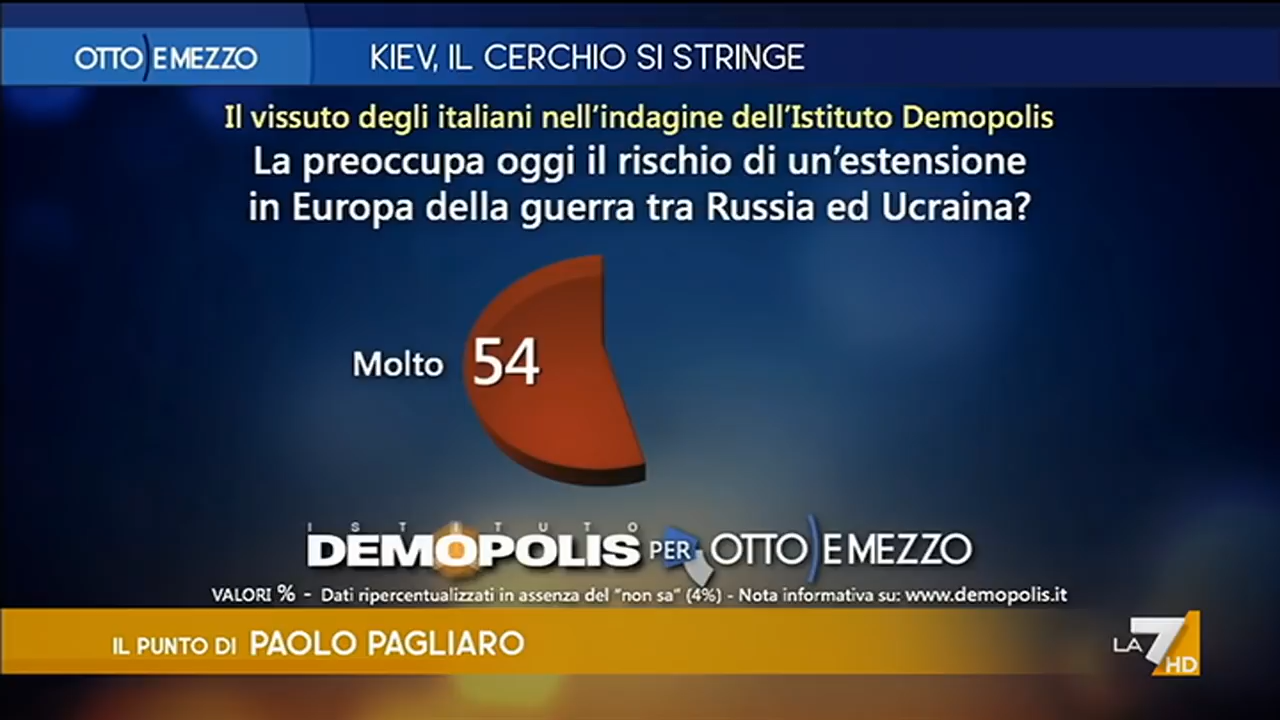 OTTO E MEZZO
KIEV, IL CERCHIO SI STRINGE
Il vissuto degli italiani nell'indagine dell'Istituto Demopolis
La preoccupa oggi il rischio di un'estensione
in Europa della guerra tra Russia ed Ucraina?
Molto 54
ISTITUTO
DEMOPOLIS PER OTTO E MEZZO
VALORI % - Dati ripercentualizzati in assenza del "non sa" (4%) - Nota informativa su: www.demopolis.it
IL PUNTO DI PAOLO PAGLIARO
LA 7 HD